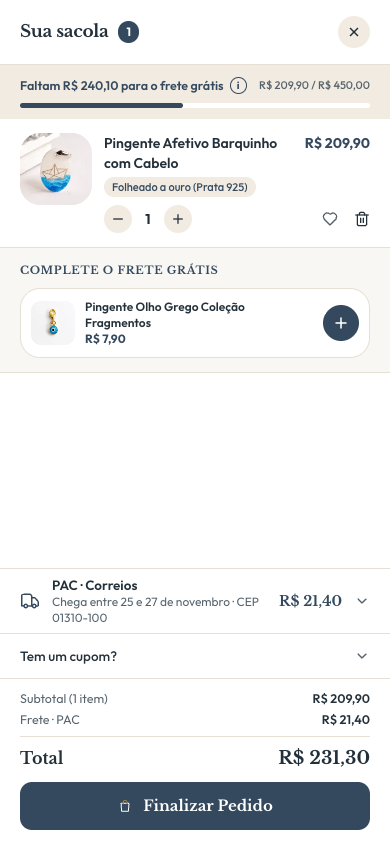 Sua sacola 1
Faltam R$ 240,10 para o frete grátis i R$ 209,90 / R$ 450,00
Pingente Afetivo Barquinho R$ 209,90
com Cabelo
Folheado a ouro (Prata 925)
1
COMPLETE O FRETE GRÁTIS
Pingente Olho Grego Coleção
Fragmentos
R$ 7,90
PAC · Correios
Chega entre 25 e 27 de novembro · CEP R$ 21,40
01310-100
Tem um cupom?
Subtotal (1 item) R$ 209,90
Frete · PAC R$ 21,40
Total R$ 231,30
Finalizar Pedido